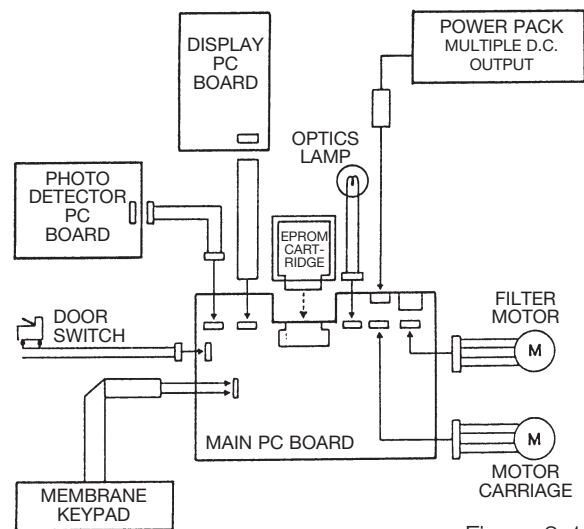 DISPLAY
PC
BOARD
POWER PACK
MULTIPLE D.C.
OUTPUT
OPTICS
LAMP
PHOTO
DETECTOR
PC
BOARD
EPROM
CART-
RIDGE
DOOR
SWITCH
FILTER
MOTOR
M
MAIN PC BOARD
M
MOTOR
CARRIAGE
MEMBRANE
KEYPAD